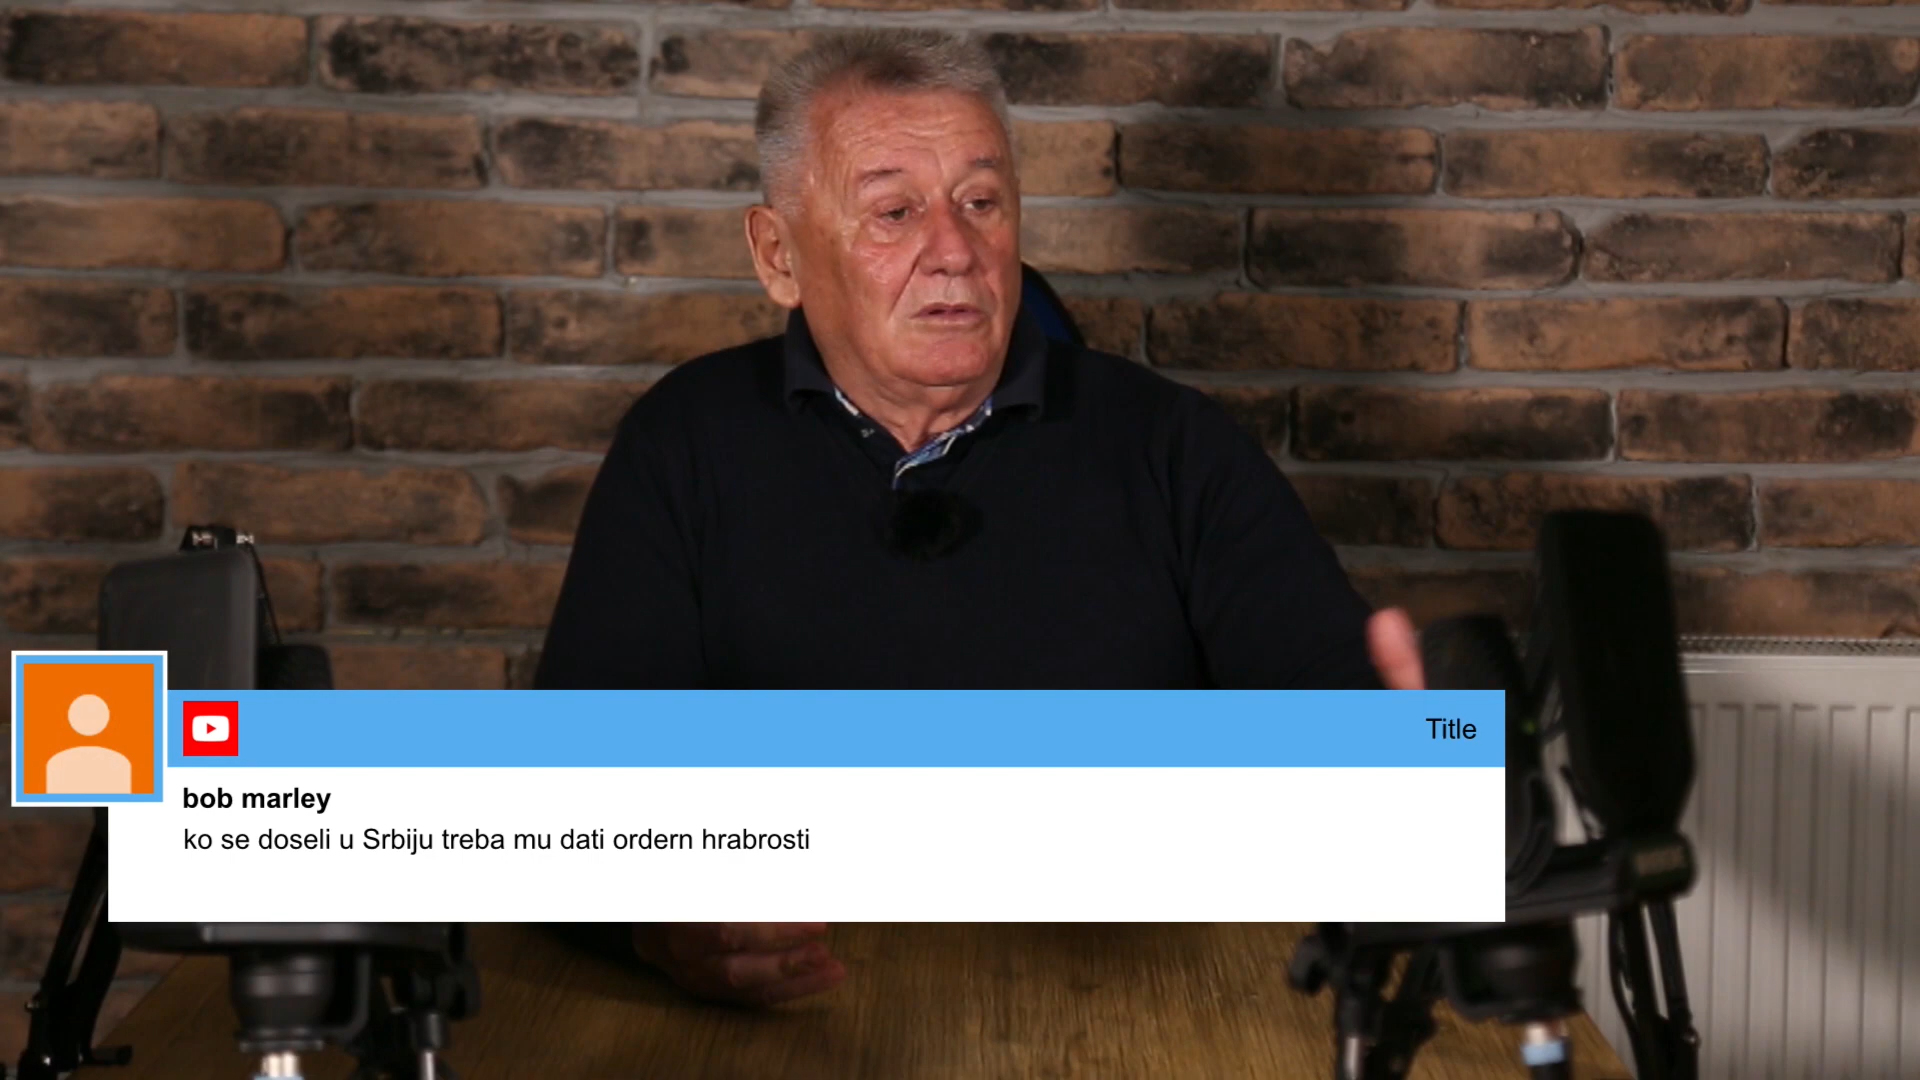 Title
bob marley
ko se doseli u Srbiju treba mu dati ordern hrabrosti